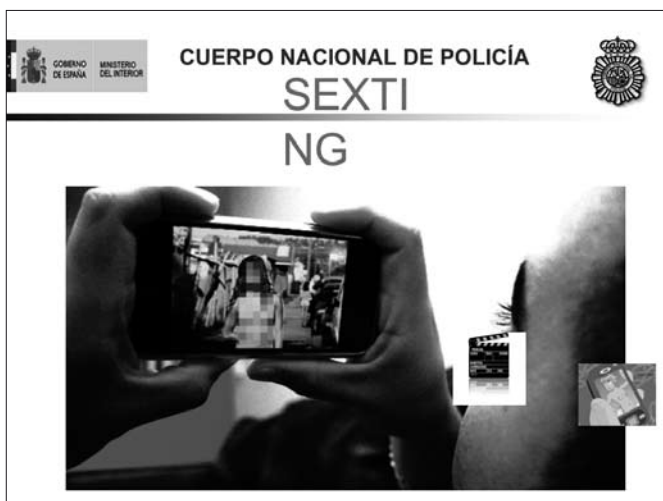 GOBIERNO
DE ESPAÑA
MINISTERIO
DEL INTERIOR
CUERPO NACIONAL DE POLICÍA
SEXTI
NG